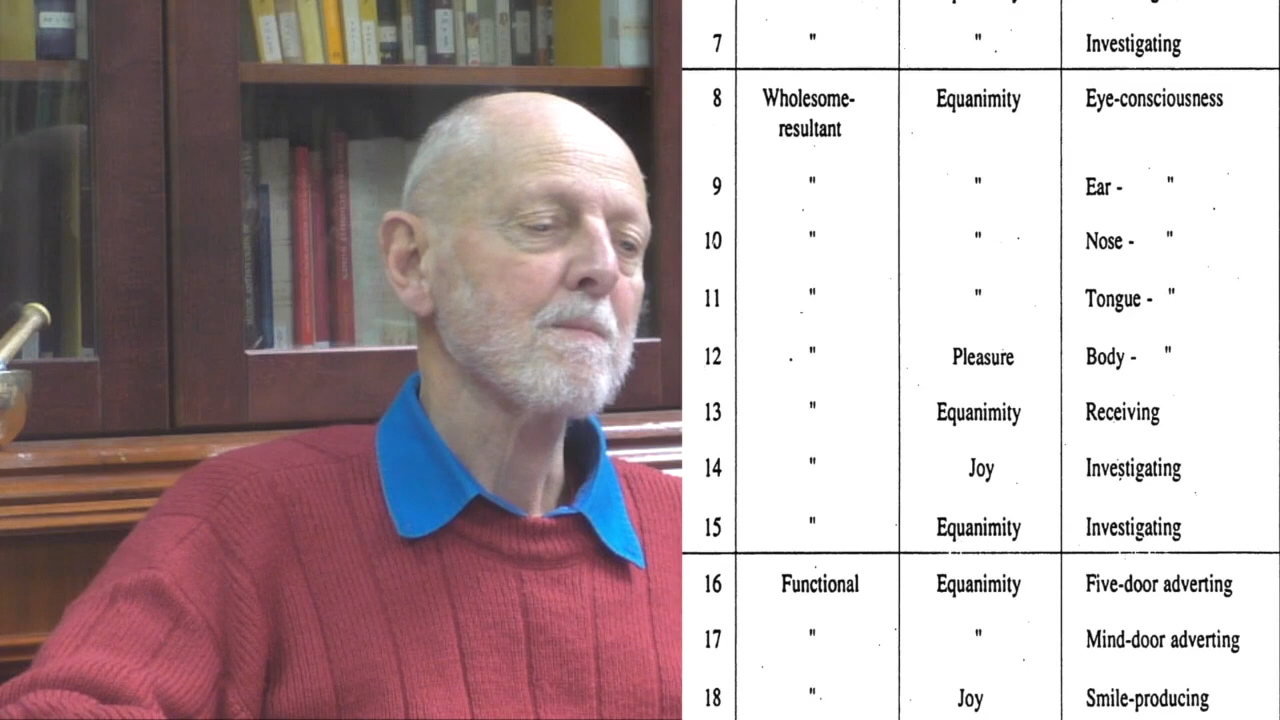 7 " " Investigating
8 Wholesome- Equanimity Eye-consciousness
resultant
9 " " Ear - "
10 " " Nose - "
11 " " Tongue - "
12 " Pleasure Body - "
13 " Equanimity Receiving
14 " Joy Investigating
15 " Equanimity Investigating
16 Functional Equanimity Five-door adverting
17 " " Mind-door adverting
18 " Joy Smile-producing